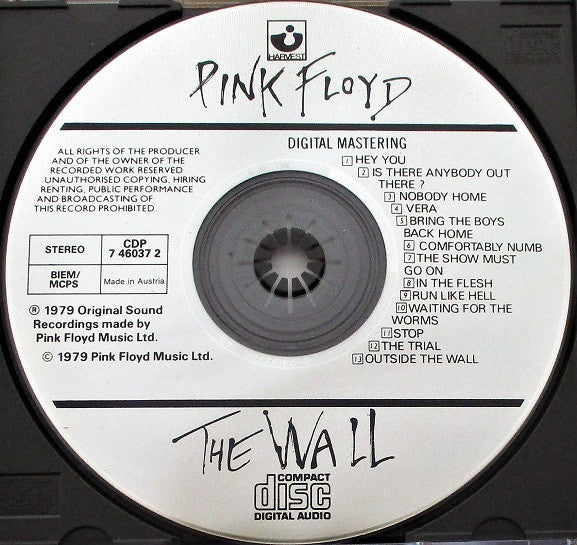 HARVEST
PINK FLOYD
DIGITAL MASTERING
ALL RIGHTS OF THE PRODUCER
AND OF THE OWNER OF THE
RECORDED WORK RESERVED
UNAUTHORISED COPYING, HIRING
RENTING, PUBLIC PERFORMANCE
AND BROADCASTING OF
THIS RECORD PROHIBITED
STEREO
CDP
7 46037 2
BIEM/
MCPS
Made in Austria
℗ 1979 Original Sound
Recordings made by
Pink Floyd Music Ltd.
© 1979 Pink Floyd Music Ltd.
1 HEY YOU
2 IS THERE ANYBODY OUT
THERE ?
3 NOBODY HOME
4 VERA
5 BRING THE BOYS
BACK HOME
6 COMFORTABLY NUMB
7 THE SHOW MUST
GO ON
8 IN THE FLESH
9 RUN LIKE HELL
10 WAITING FOR THE
WORMS
11 STOP
12 THE TRIAL
13 OUTSIDE THE WALL
THE WALL
COMPACT
disc
DIGITAL AUDIO